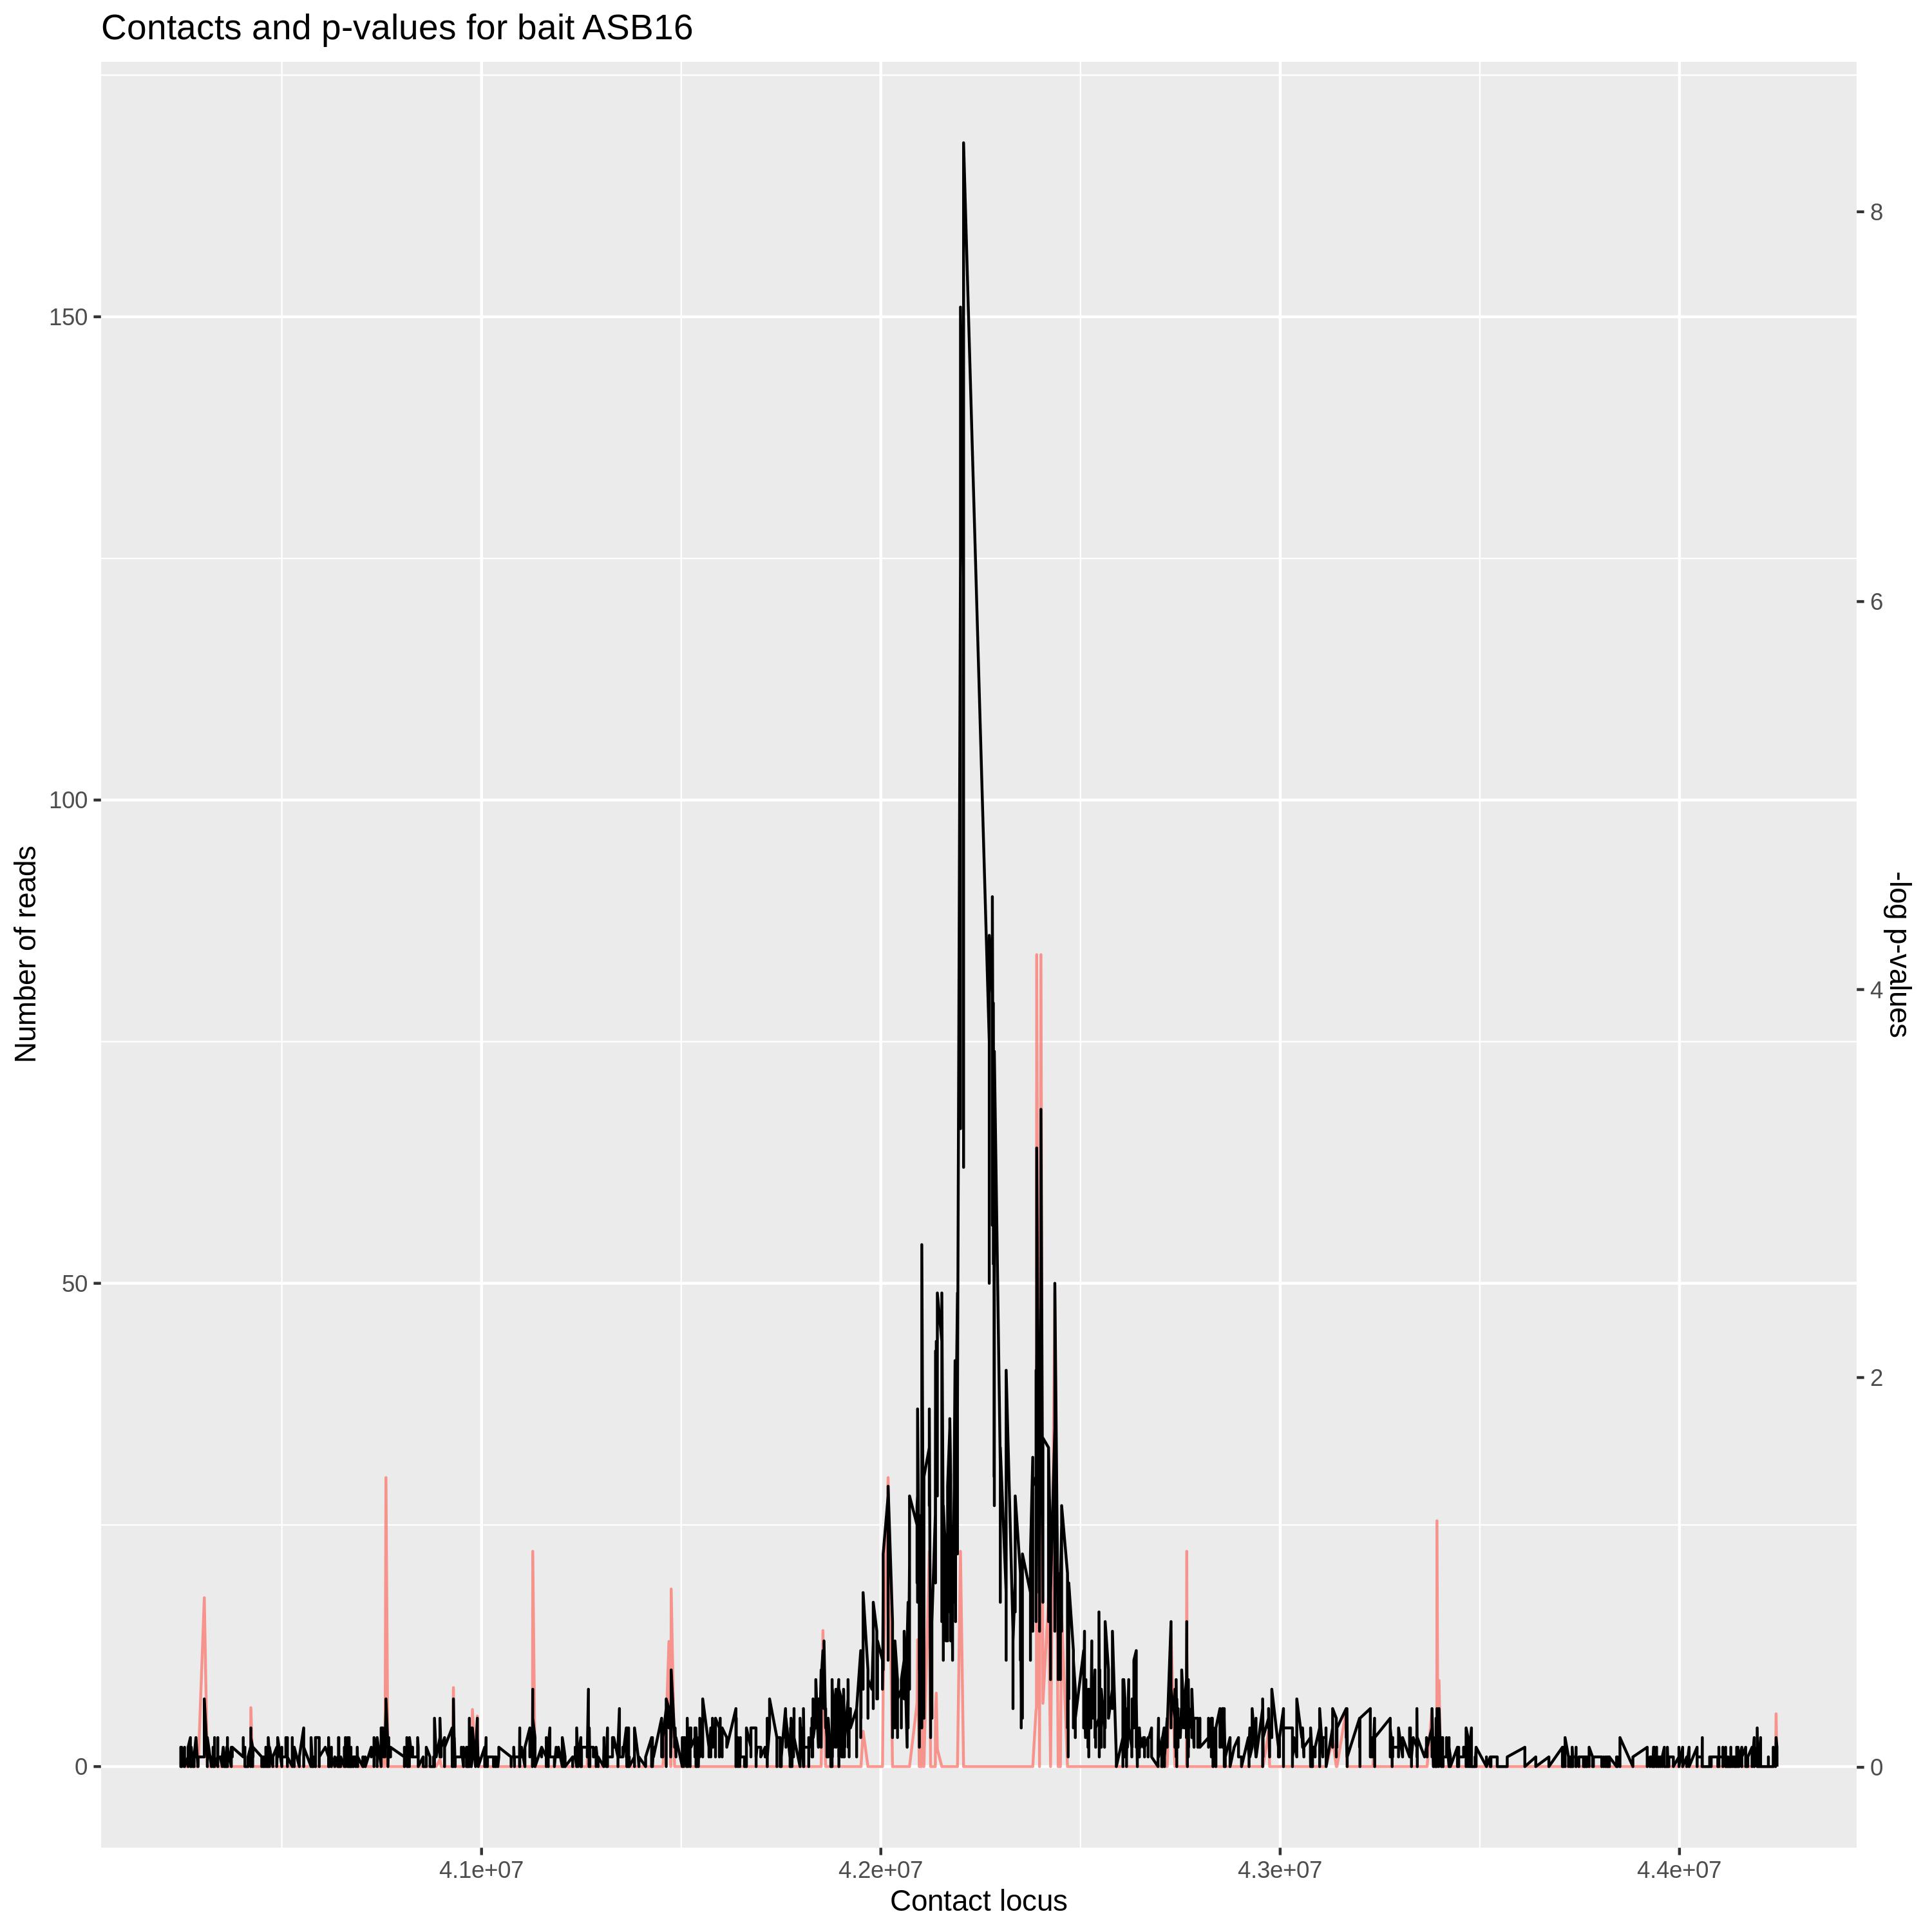 Contacts and p-values for bait ASB16
150
100
50
0
8
6
4
2
0
Number of reads
-log p-values
4.1e+07
4.2e+07
4.3e+07
4.4e+07
Contact locus